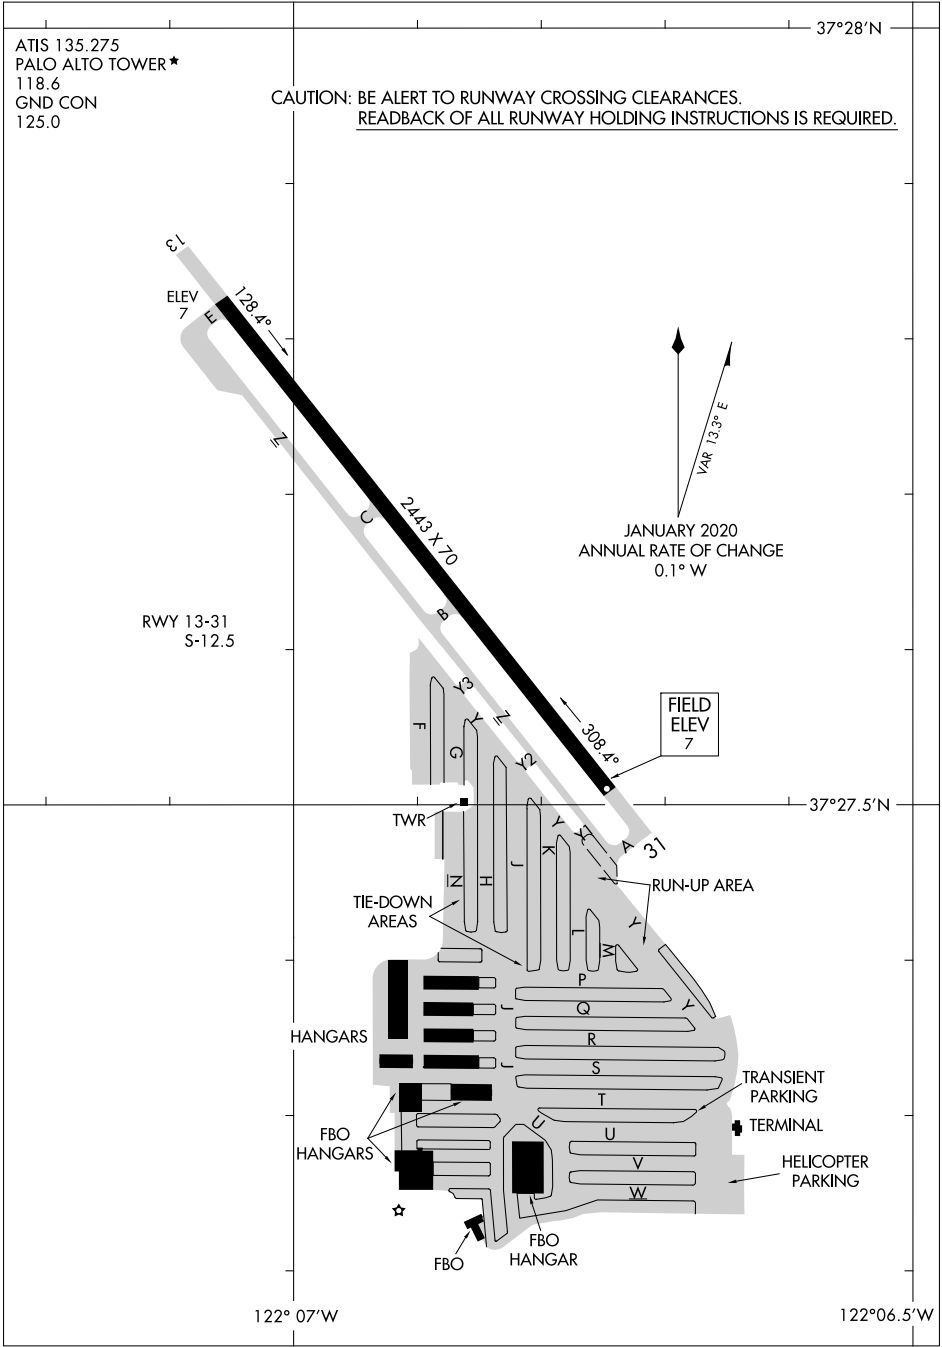 37°28'N
ATIS 135.275
PALO ALTO TOWER★
118.6
GND CON
125.0
CAUTION: BE ALERT TO RUNWAY CROSSING CLEARANCES.
READBACK OF ALL RUNWAY HOLDING INSTRUCTIONS IS REQUIRED.
13
ELEV
7
E
128.4°
Z
C
2443 X 70
VAR 13.3° E
JANUARY 2020
ANNUAL RATE OF CHANGE
0.1° W
B
RWY 13-31
S-12.5
Y3
Y
Z
F
G
Y2
308.4°
FIELD
ELEV
7
37°27.5'N
TWR
Y
Y1
A
31
K
J
H
N
RUN-UP AREA
TIE-DOWN
AREAS
Y
L
M
P
Y
J
Q
HANGARS
R
J
S
T
TRANSIENT
PARKING
U
U
TERMINAL
FBO
HANGARS
V
HELICOPTER
PARKING
W
FBO
HANGAR
FBO
122° 07'W
122°06.5'W